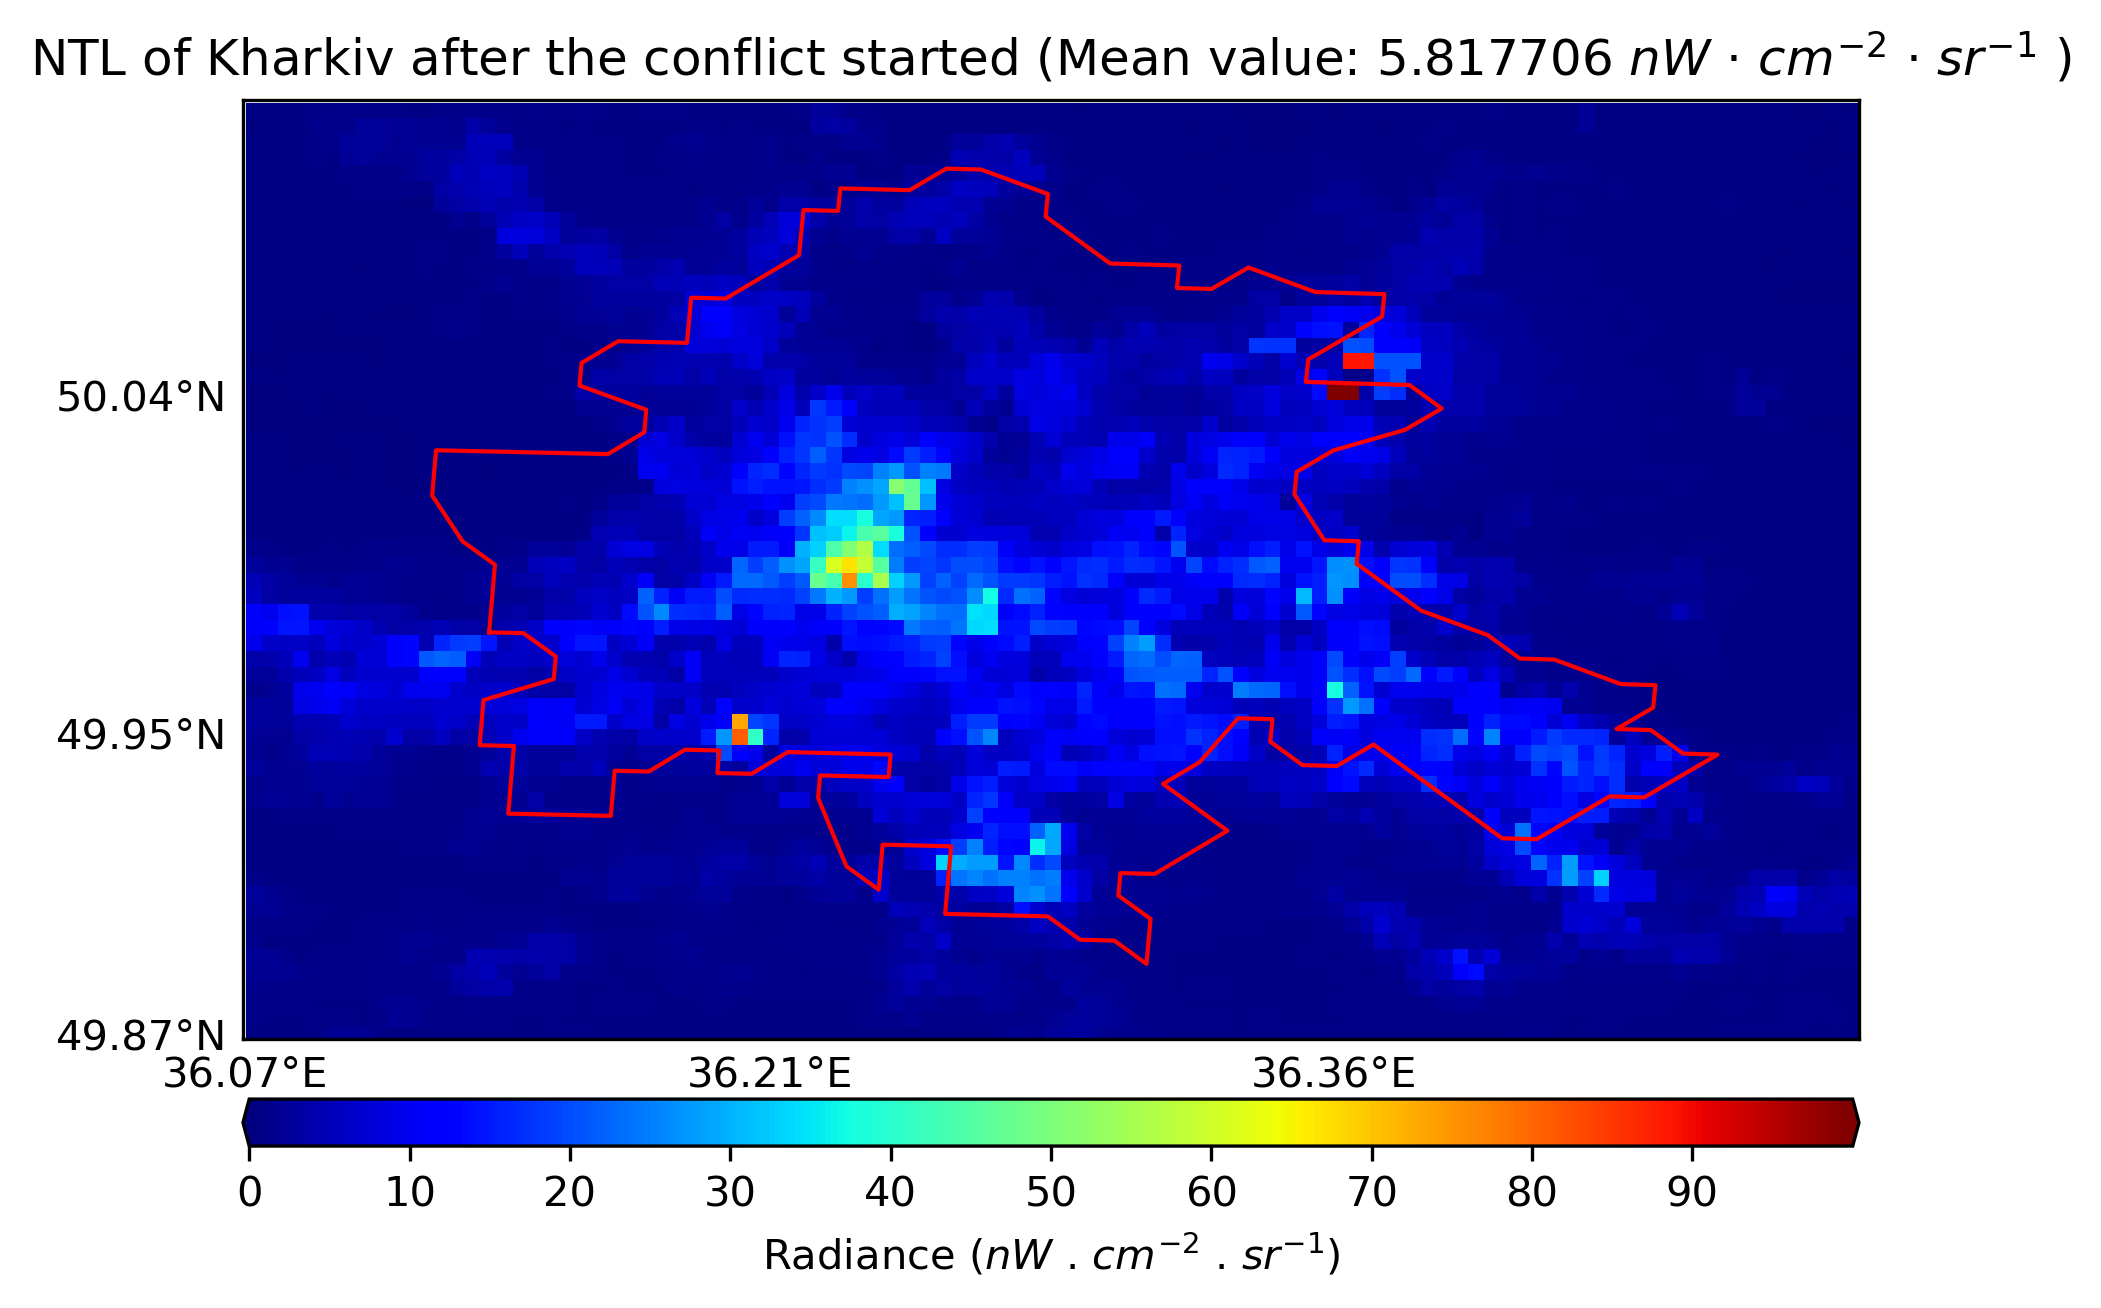 NTL of Kharkiv after the conflict started (Mean value: 5.817706 nW · cm⁻² · sr⁻¹ )
50.04°N
49.95°N
49.87°N
36.07°E 36.21°E 36.36°E
0 10 20 30 40 50 60 70 80 90
Radiance (nW . cm⁻² . sr⁻¹)